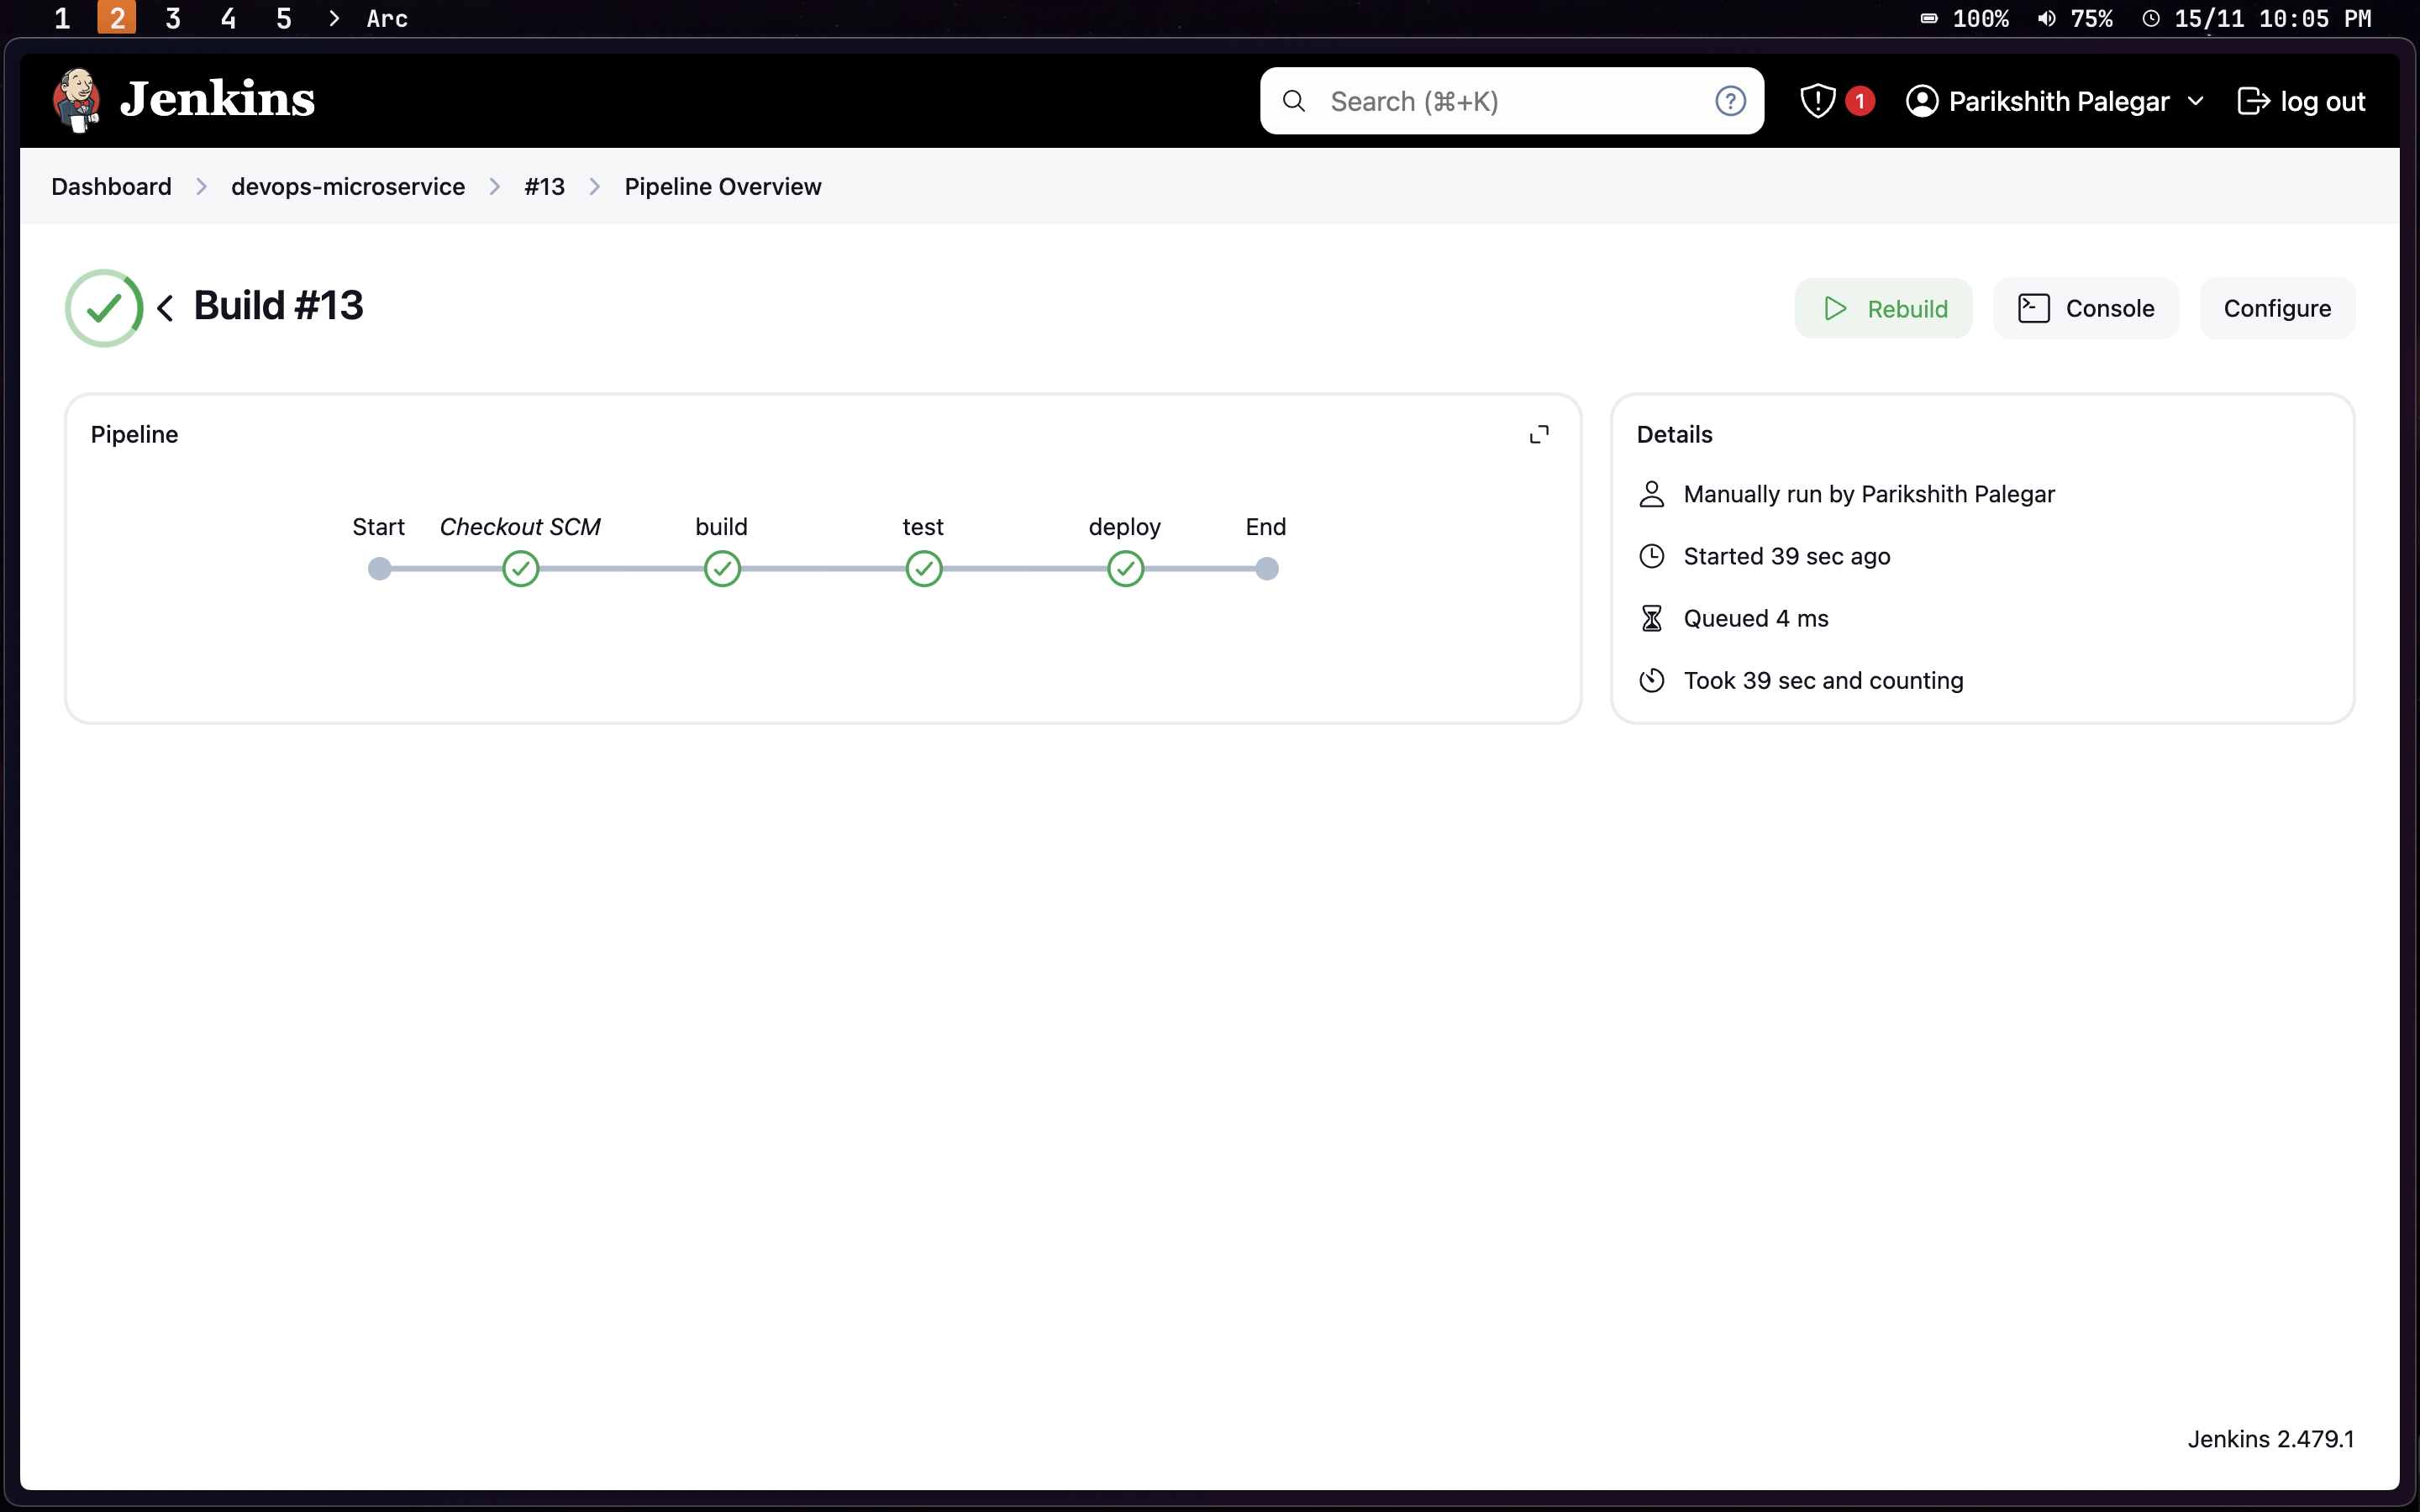 1 2 3 4 5 > Arc 100% 75% 15/11 10:05 PM
Jenkins Search (⌘+K) ? 1 Parikshith Palegar log out
Dashboard > devops-microservice > #13 > Pipeline Overview
Build #13 Rebuild Console Configure
Pipeline
Start Checkout SCM build test deploy End
Details
Manually run by Parikshith Palegar
Started 39 sec ago
Queued 4 ms
Took 39 sec and counting
Jenkins 2.479.1